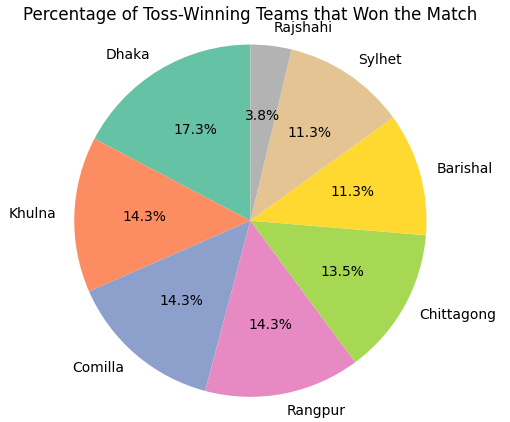 Percentage of Toss-Winning Teams that Won the Match
Rajshahi
Dhaka
Sylhet
3.8%
17.3%
11.3%
Barishal
11.3%
Khulna
14.3%
13.5%
14.3%
Chittagong
14.3%
Comilla
Rangpur